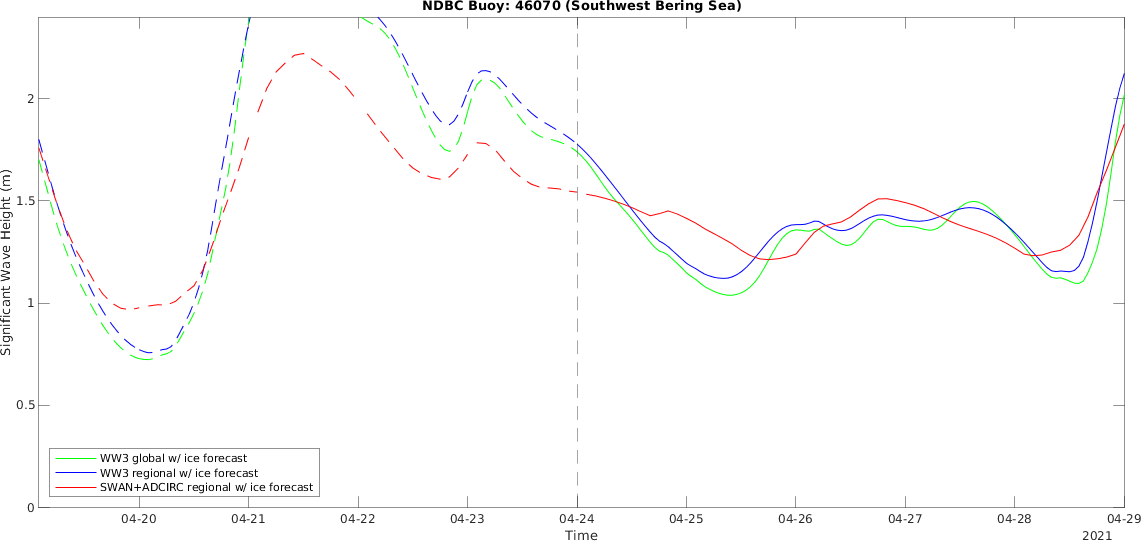 NDBC Buoy: 46070 (Southwest Bering Sea)
2
1.5
1
0.5
0
Significant Wave Height (m)
WW3 global w/ ice forecast
WW3 regional w/ ice forecast
SWAN+ADCIRC regional w/ ice forecast
04-20 04-21 04-22 04-23 04-24 04-25 04-26 04-27 04-28 04-29
Time
2021